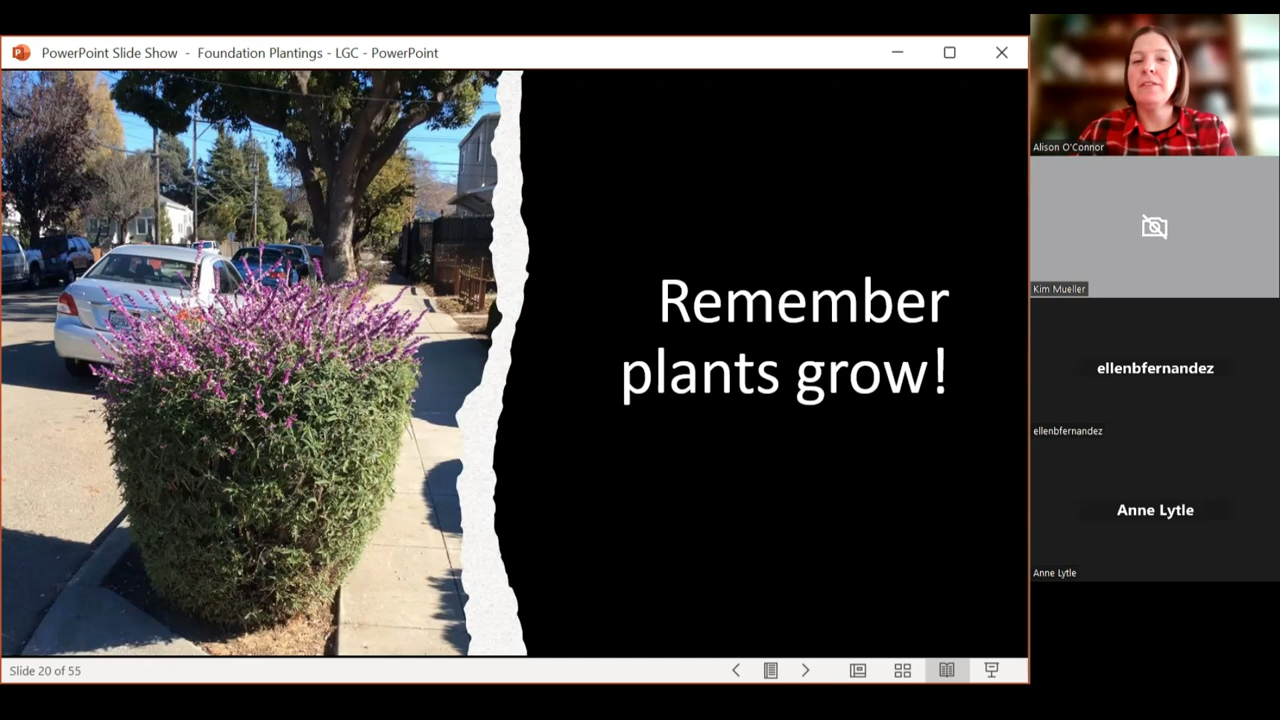 PowerPoint Slide Show - Foundation Plantings - LGC - PowerPoint
Remember
plants grow!
Slide 20 of 55
Alison O'Connor
Kim Mueller
ellenbfernandez
ellenbfernandez
Anne Lytle
Anne Lytle